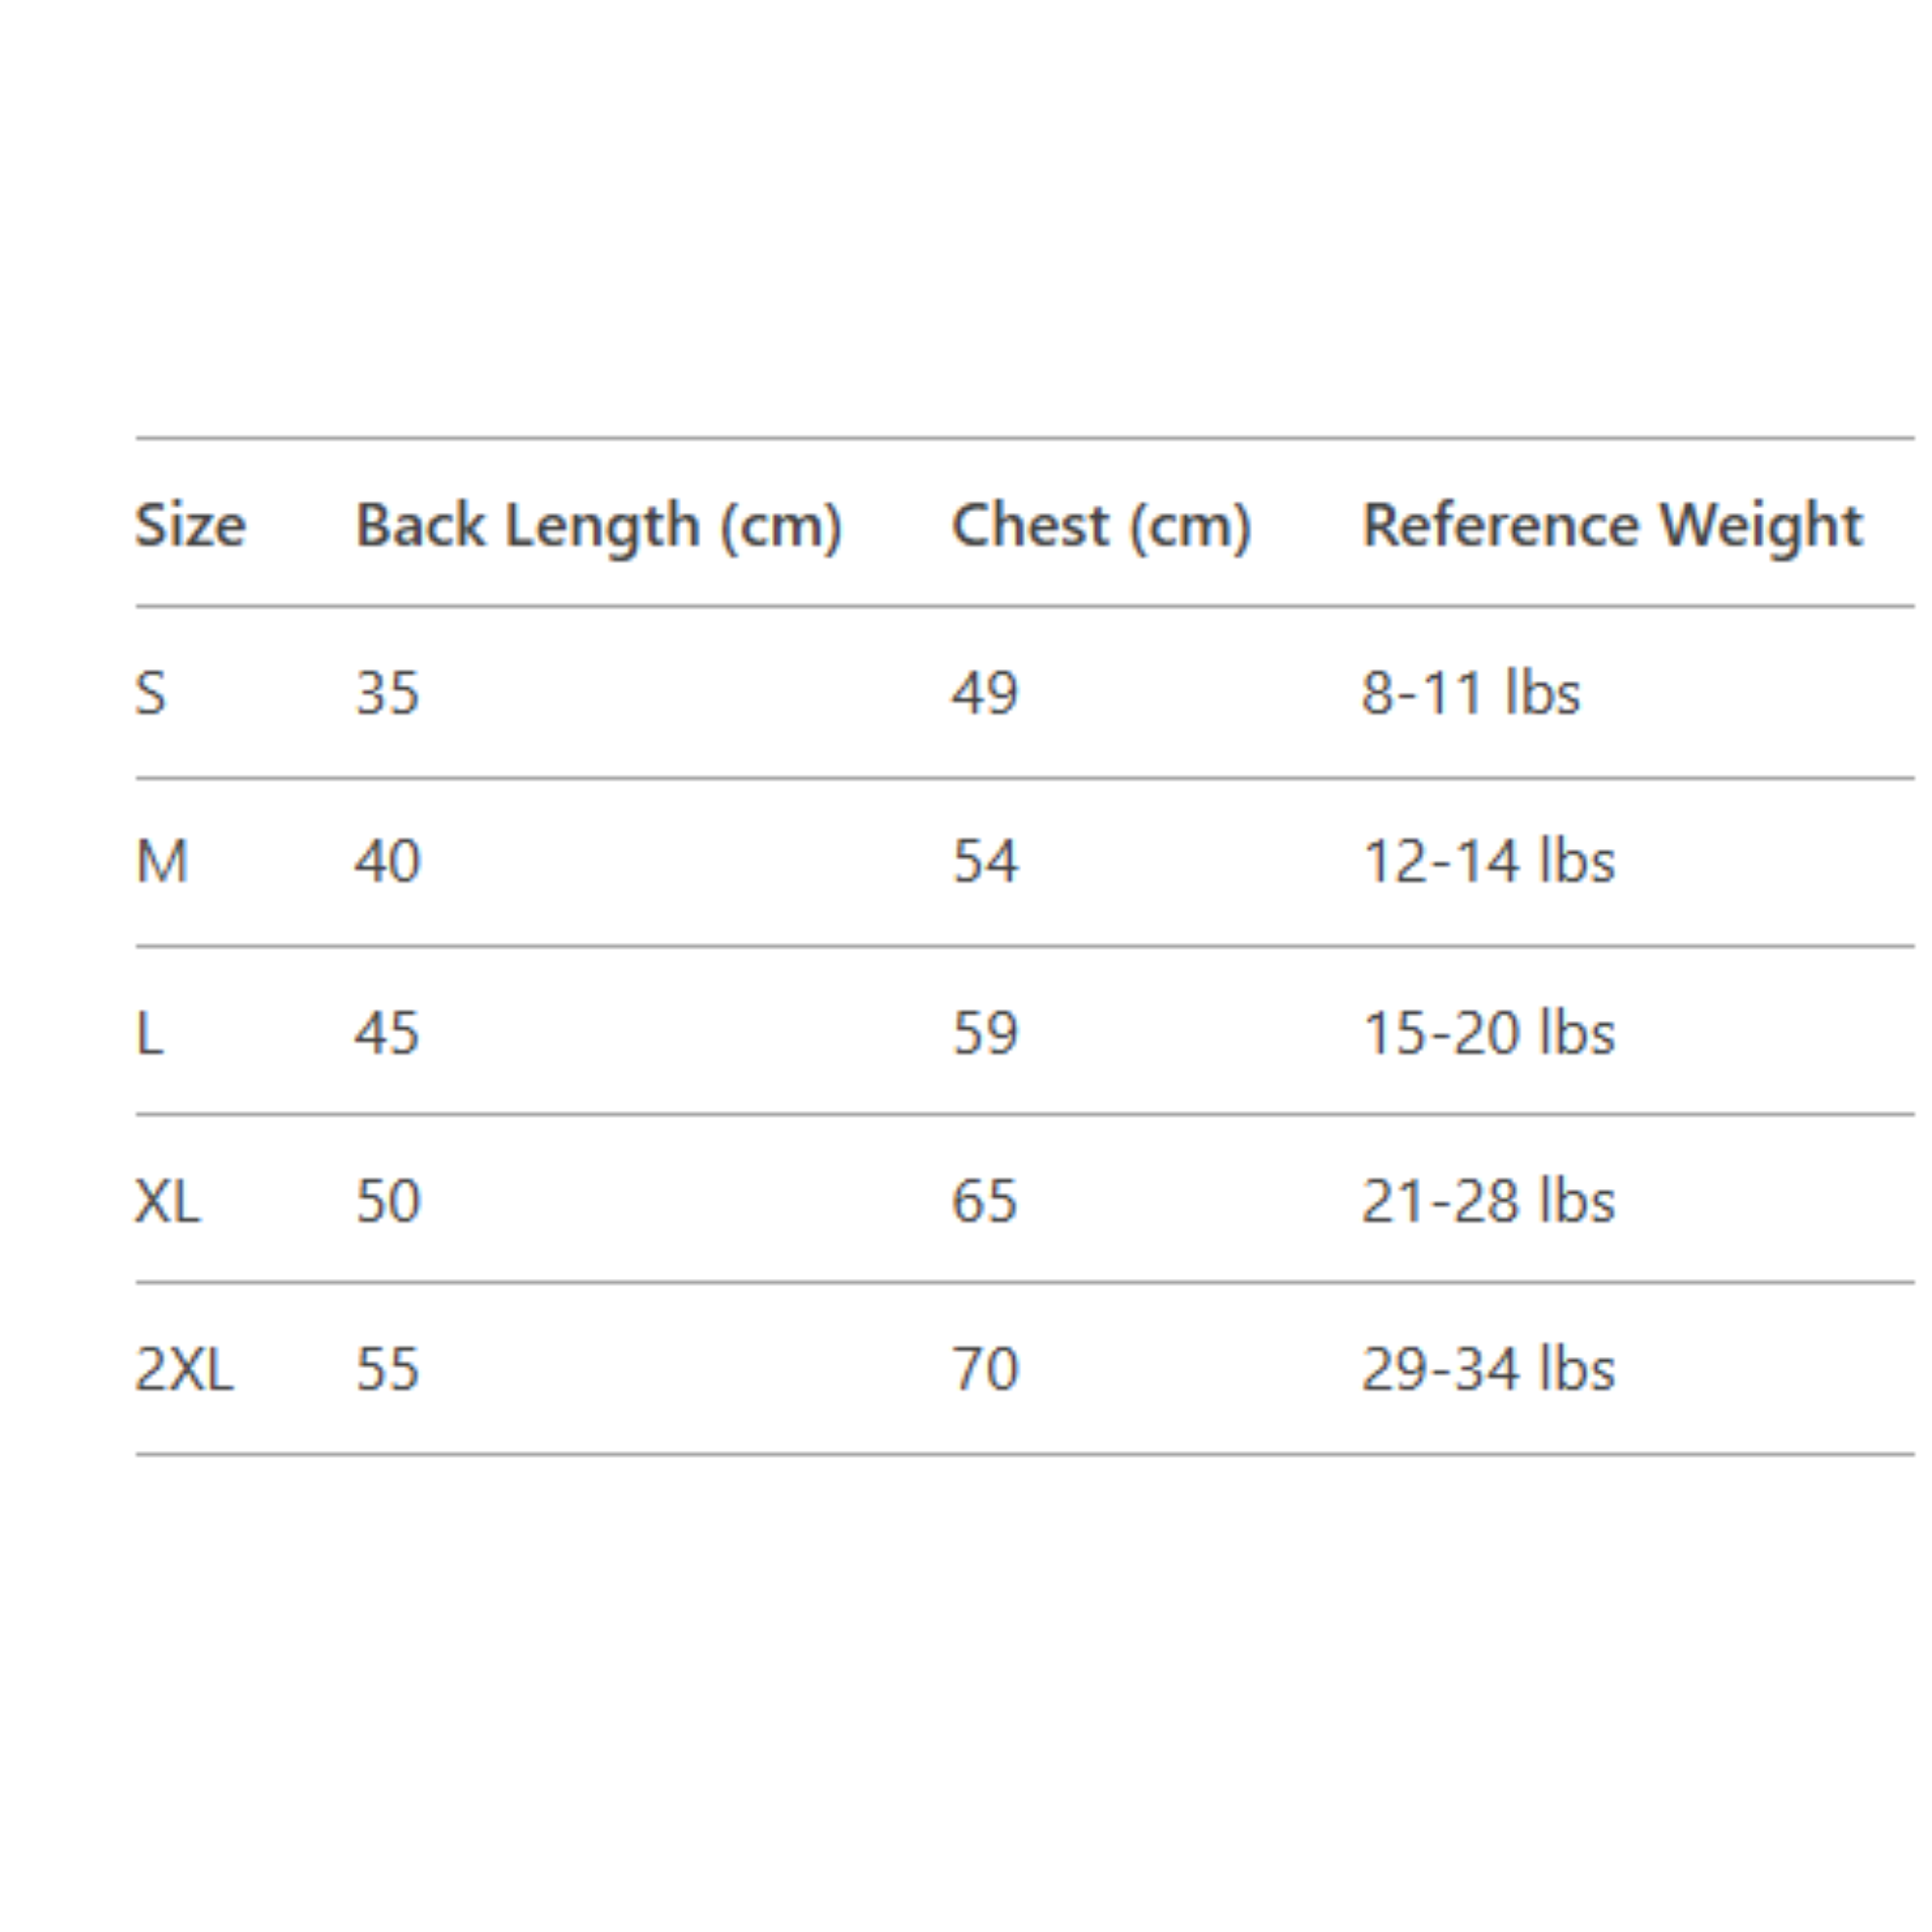 Size Back Length (cm) Chest (cm) Reference Weight
S 35 49 8-11 lbs
M 40 54 12-14 lbs
L 45 59 15-20 lbs
XL 50 65 21-28 lbs
2XL 55 70 29-34 lbs